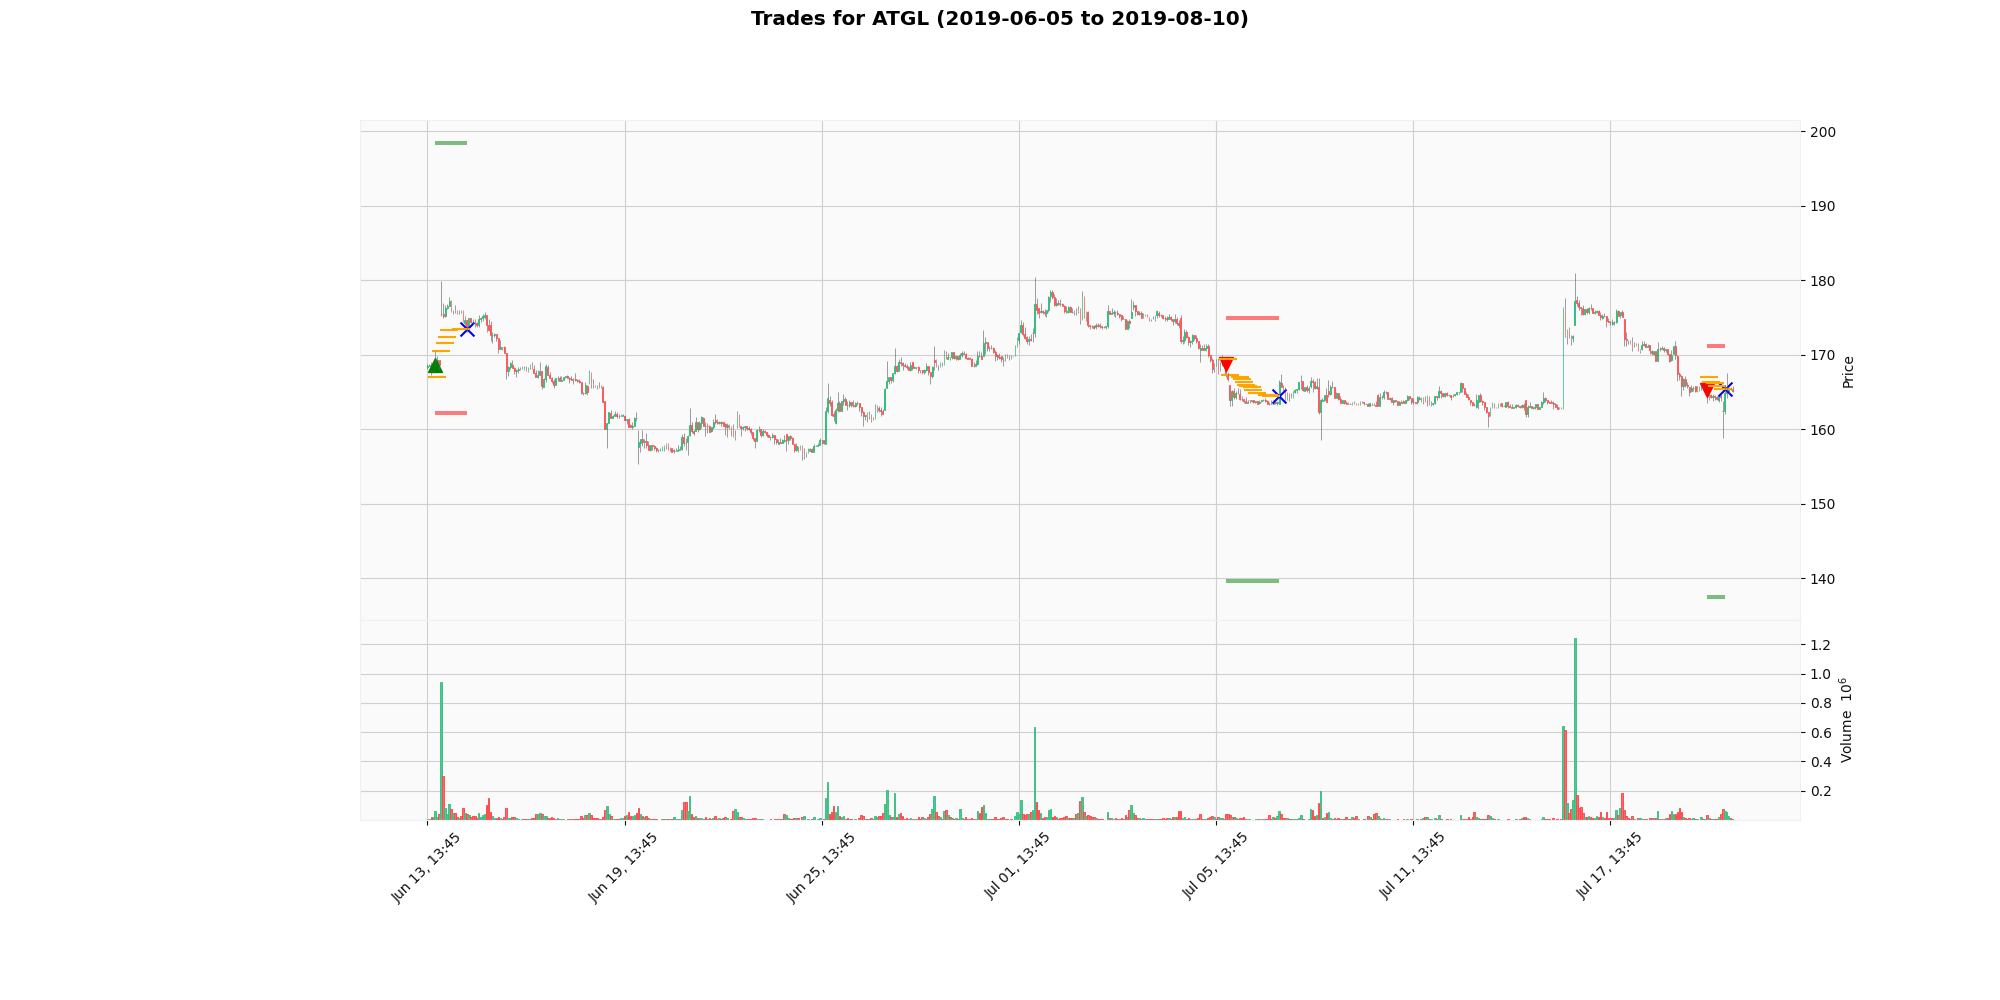 Trades for ATGL (2019-06-05 to 2019-08-10)
200
190
180
170
160
150
140
Price
1.2
1.0
0.8
0.6
0.4
0.2
Volume 10^6
Jun 13, 13:45
Jun 19, 13:45
Jun 25, 13:45
Jul 01, 13:45
Jul 05, 13:45
Jul 11, 13:45
Jul 17, 13:45